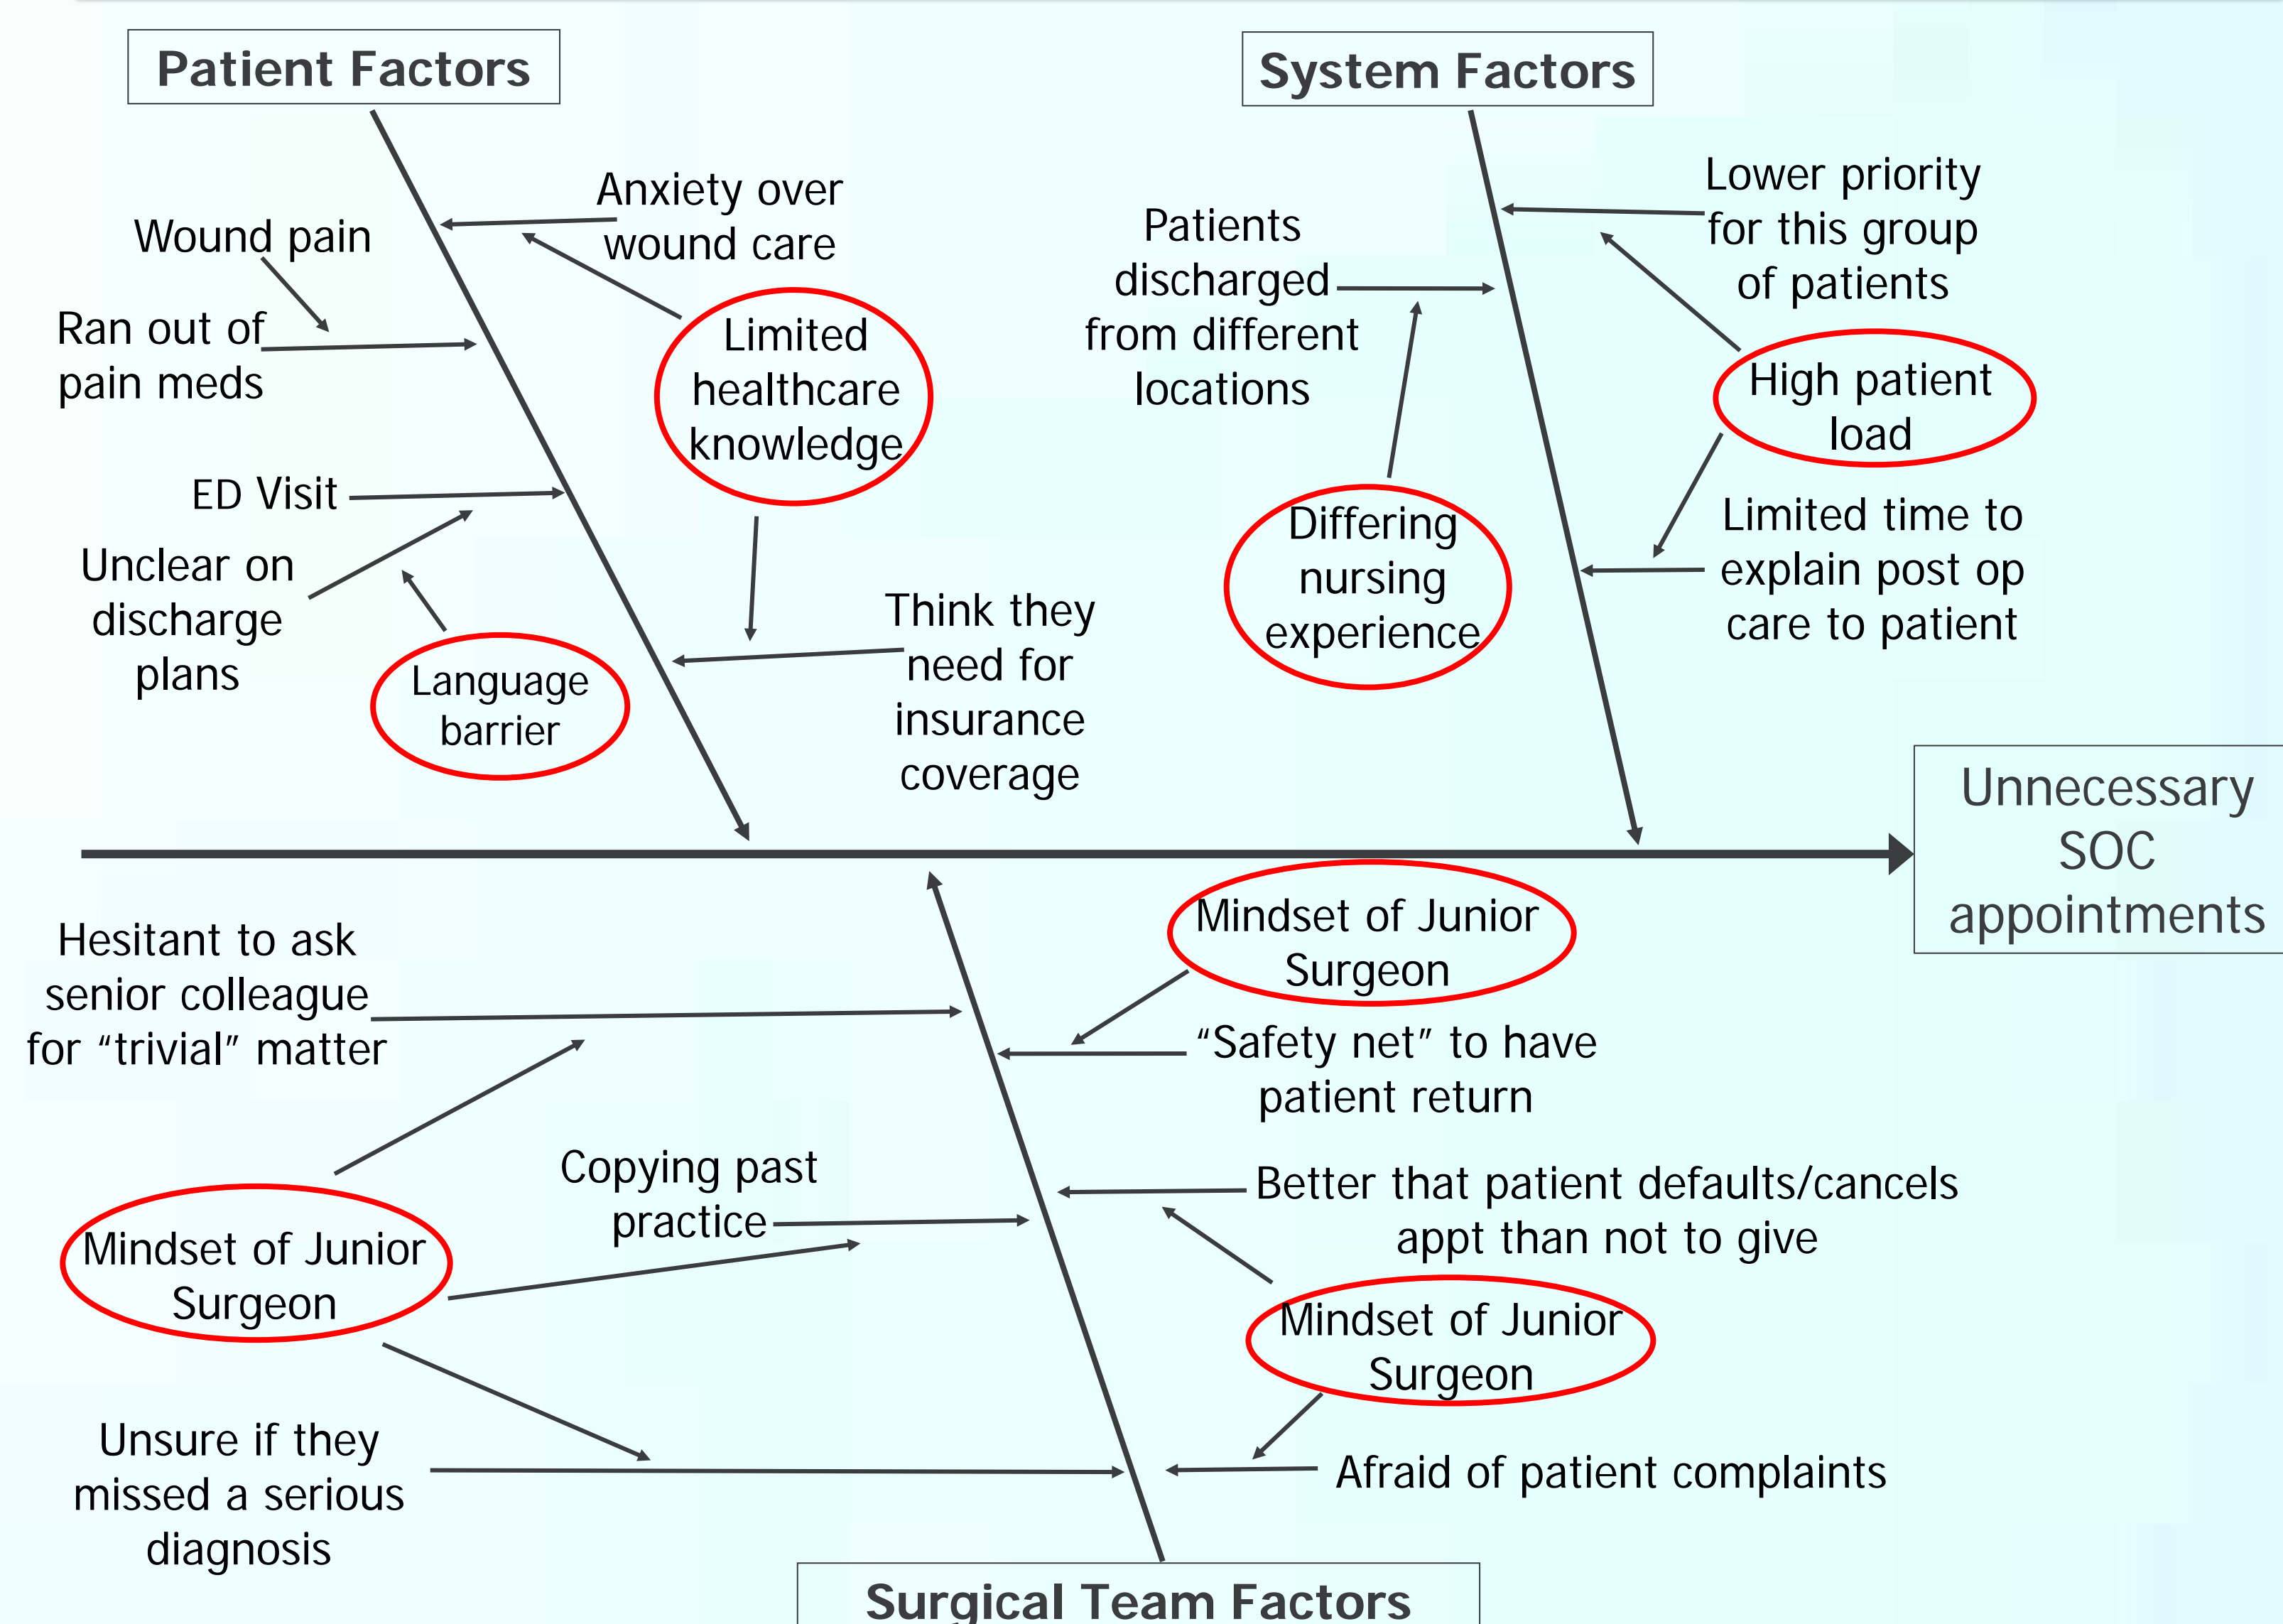 Patient Factors
System Factors
Anxiety over
wound care
Wound pain
Ran out of
pain meds
Limited
healthcare
knowledge
ED Visit
Unclear on
discharge
plans
Language
barrier
Think they
need for
insurance
coverage
Patients
discharged
from different
locations
Lower priority
for this group
of patients
High patient
load
Differing
nursing
experience
Limited time to
explain post op
care to patient
Unnecessary
SOC
appointments
Hesitant to ask
senior colleague
for “trivial” matter
Mindset of Junior
Surgeon
“Safety net” to have
patient return
Copying past
practice
Better that patient defaults/cancels
appt than not to give
Mindset of Junior
Surgeon
Mindset of Junior
Surgeon
Unsure if they
missed a serious
diagnosis
Afraid of patient complaints
Surgical Team Factors